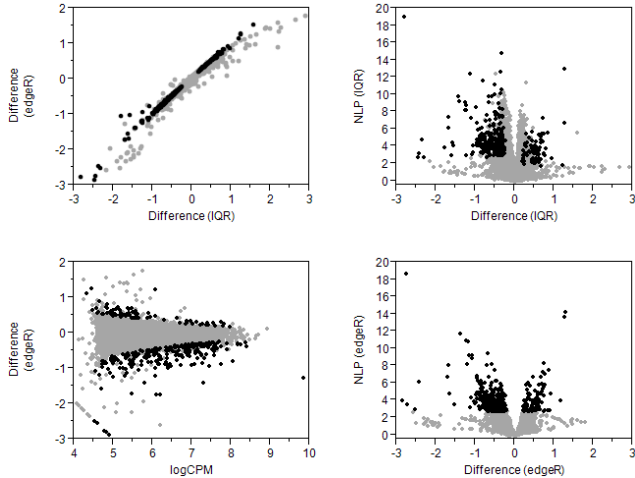 2
1
0
-1
-2
-3
Difference
(edgeR)
-3 -2 -1 0 1 2 3
Difference (IQR)
20
18
16
14
12
10
8
6
4
2
0
NLP (IQR)
-3 -2 -1 0 1 2 3
Difference (IQR)
2
1
0
-1
-2
-3
Difference
(edgeR)
4 5 6 7 8 9 10
logCPM
20
18
16
14
12
10
8
6
4
2
0
NLP (edgeR)
-3 -2 -1 0 1 2 3
Difference (edgeR)